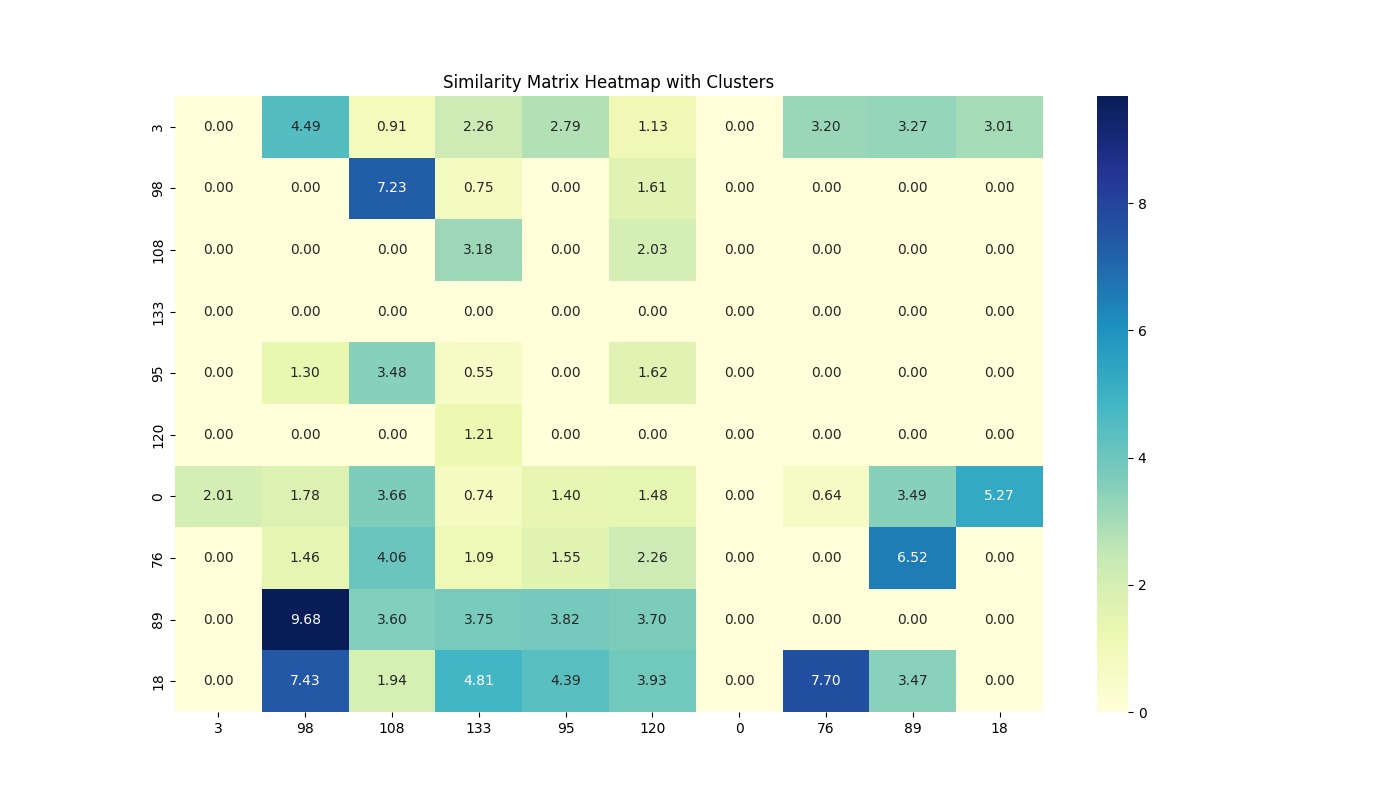 Similarity Matrix Heatmap with Clusters
3 0.00 4.49 0.91 2.26 2.79 1.13 0.00 3.20 3.27 3.01
98 0.00 0.00 7.23 0.75 0.00 1.61 0.00 0.00 0.00 0.00
108 0.00 0.00 0.00 3.18 0.00 2.03 0.00 0.00 0.00 0.00
133 0.00 0.00 0.00 0.00 0.00 0.00 0.00 0.00 0.00 0.00
95 0.00 1.30 3.48 0.55 0.00 1.62 0.00 0.00 0.00 0.00
120 0.00 0.00 0.00 1.21 0.00 0.00 0.00 0.00 0.00 0.00
0 2.01 1.78 3.66 0.74 1.40 1.48 0.00 0.64 3.49 5.27
76 0.00 1.46 4.06 1.09 1.55 2.26 0.00 0.00 6.52 0.00
89 0.00 9.68 3.60 3.75 3.82 3.70 0.00 0.00 0.00 0.00
18 0.00 7.43 1.94 4.81 4.39 3.93 0.00 7.70 3.47 0.00
3 98 108 133 95 120 0 76 89 18
8
6
4
2
0